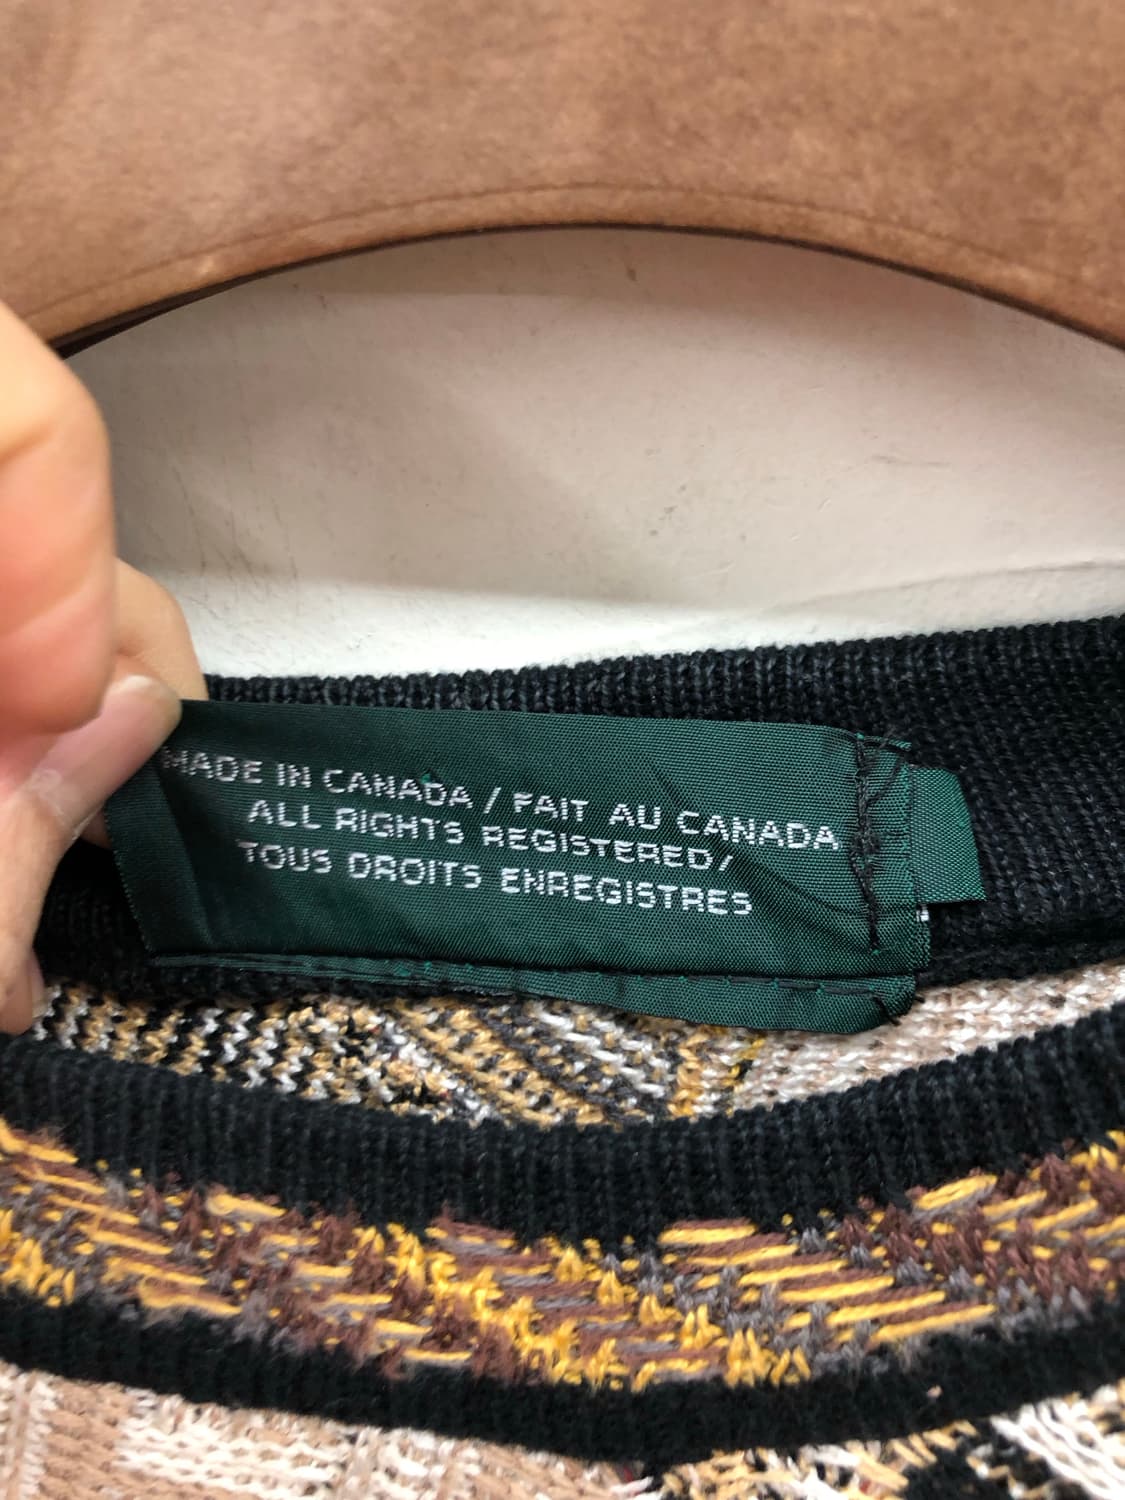 MADE IN CANADA / FAIT AU CANADA
ALL RIGHTS REGISTERED/
TOUS DROITS ENREGISTRES